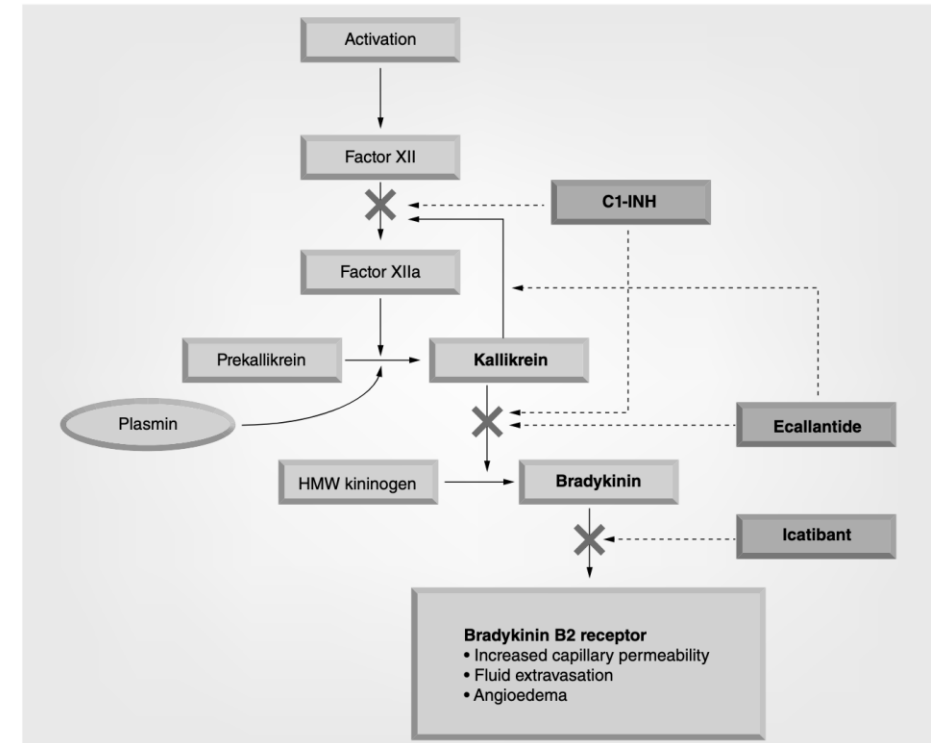 Activation
Factor XII
C1-INH
Factor XIIa
Prekallikrein
Kallikrein
Plasmin
Ecallantide
HMW kininogen
Bradykinin
Icatibant
Bradykinin B2 receptor
• Increased capillary permeability
• Fluid extravasation
• Angioedema